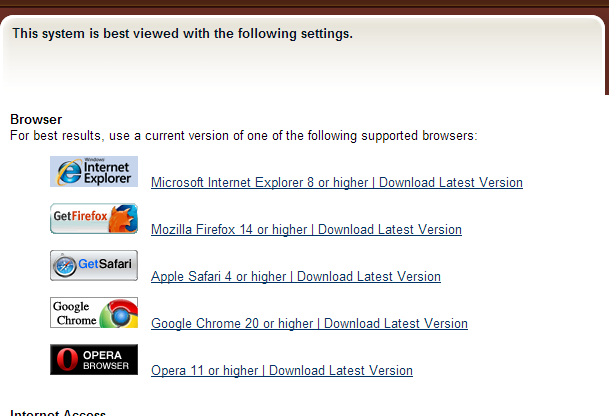 This system is best viewed with the following settings.
Browser
For best results, use a current version of one of the following supported browsers:
Windows
Internet
Explorer
Microsoft Internet Explorer 8 or higher | Download Latest Version
GetFirefox
Mozilla Firefox 14 or higher | Download Latest Version
GetSafari
Apple Safari 4 or higher | Download Latest Version
Google
Chrome
Google Chrome 20 or higher | Download Latest Version
OPERA
BROWSER
Opera 11 or higher | Download Latest Version
Internet Access